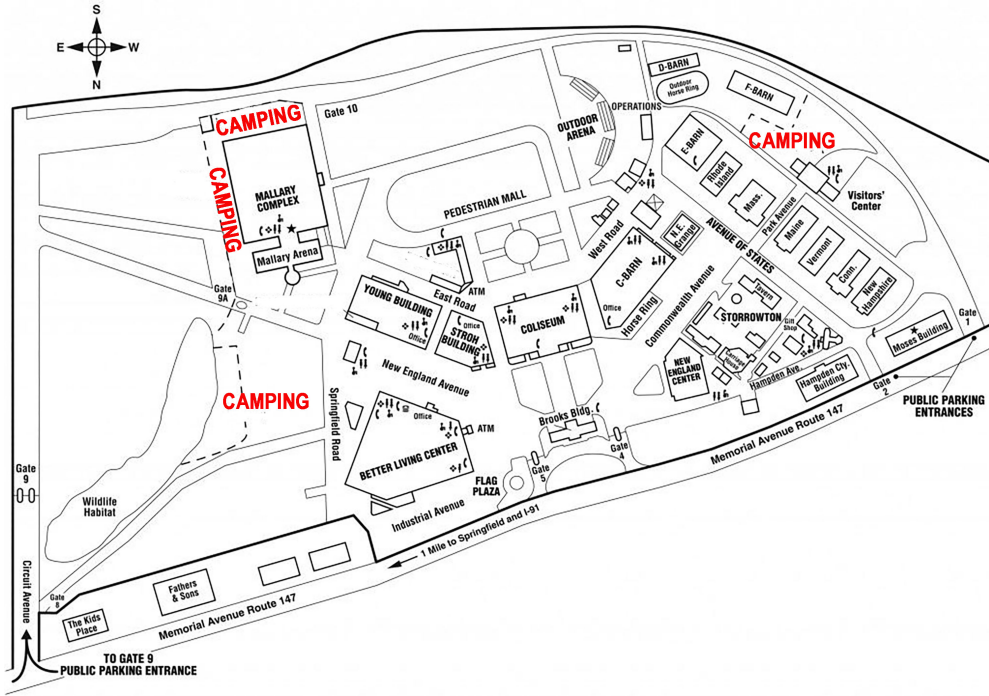 S
E W
N
CAMPING
Gate 10
CAMPING
MALLARY
COMPLEX
Mallary Arena
Gate
9A
PEDESTRIAN MALL
OUTDOOR
ARENA
OPERATIONS
D-BARN
Outdoor
Horse Ring
F-BARN
CAMPING
E-BARN
Rhode
Island
Mass.
Park Avenue
Visitors'
Center
Maine
Vermont
Conn.
New
Hampshire
AVENUE OF STATES
N.E.
Grange
West Road
C-BARN
Office
Horse Ring
Commonwealth Avenue
Tavern
STORROWTON
Gift
Shop
Carriage
House
Hampden Ave.
Hampden Cty.
Building
Moses Building
Gate
1
Gate
2
PUBLIC PARKING
ENTRANCES
NEW
ENGLAND
CENTER
COLISEUM
ATM
East Road
YOUNG BUILDING
Office
Office
STROH
BUILDING
New England Avenue
Springfield Road
CAMPING
Office
ATM
BETTER LIVING CENTER
Brooks Bldg.
Gate
4
Gate
5
FLAG
PLAZA
Industrial Avenue
Memorial Avenue Route 147
1 Mile to Springfield and I-91
Gate
9
Wildlife
Habitat
Circuit Avenue
Gate
8
The Kids
Place
Fathers
& Sons
Memorial Avenue Route 147
TO GATE 9
PUBLIC PARKING ENTRANCE